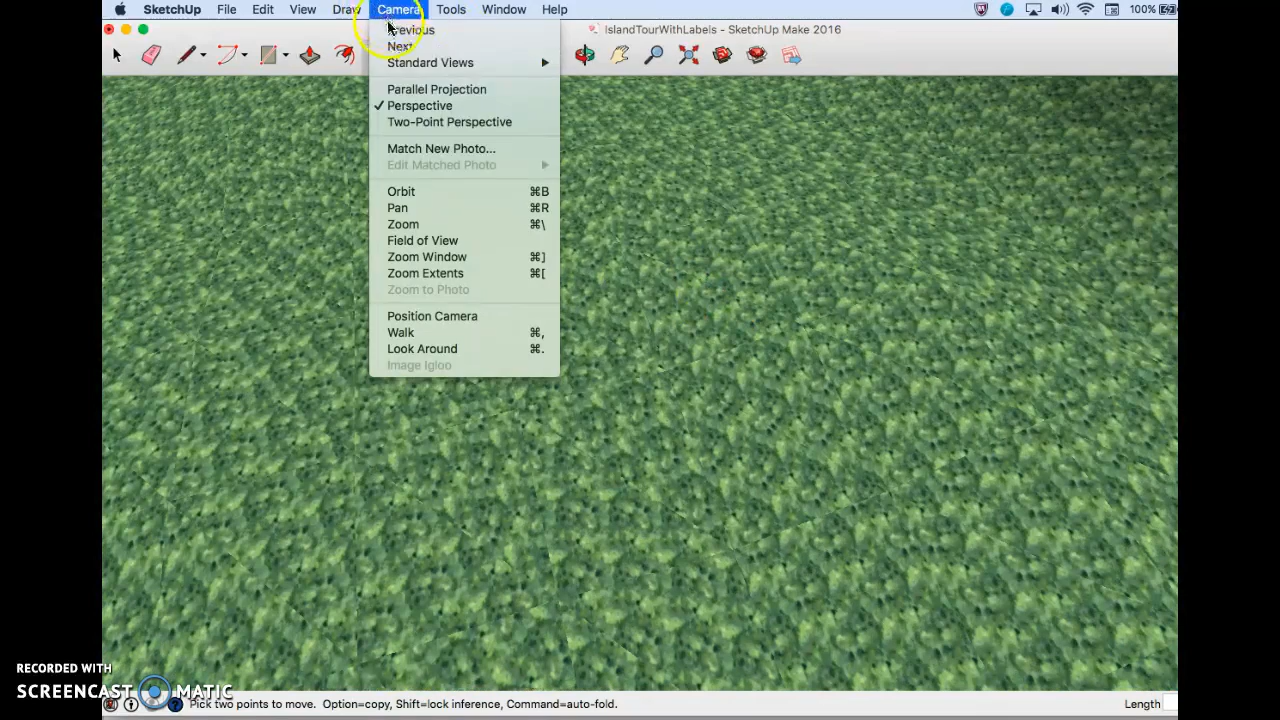 SketchUp File Edit View Draw Camera Tools Window Help 100%
IslandTourWithLabels - SketchUp Make 2016
Previous
Next
Standard Views
Parallel Projection
✓ Perspective
Two-Point Perspective
Match New Photo...
Edit Matched Photo
Orbit ⌘B
Pan ⌘R
Zoom ⌘\
Field of View
Zoom Window ⌘]
Zoom Extents ⌘[
Zoom to Photo
Position Camera
Walk ⌘,
Look Around ⌘.
Image Igloo
RECORDED WITH
SCREENCAST MATIC
Pick two points to move. Option=copy, Shift=lock inference, Command=auto-fold. Length